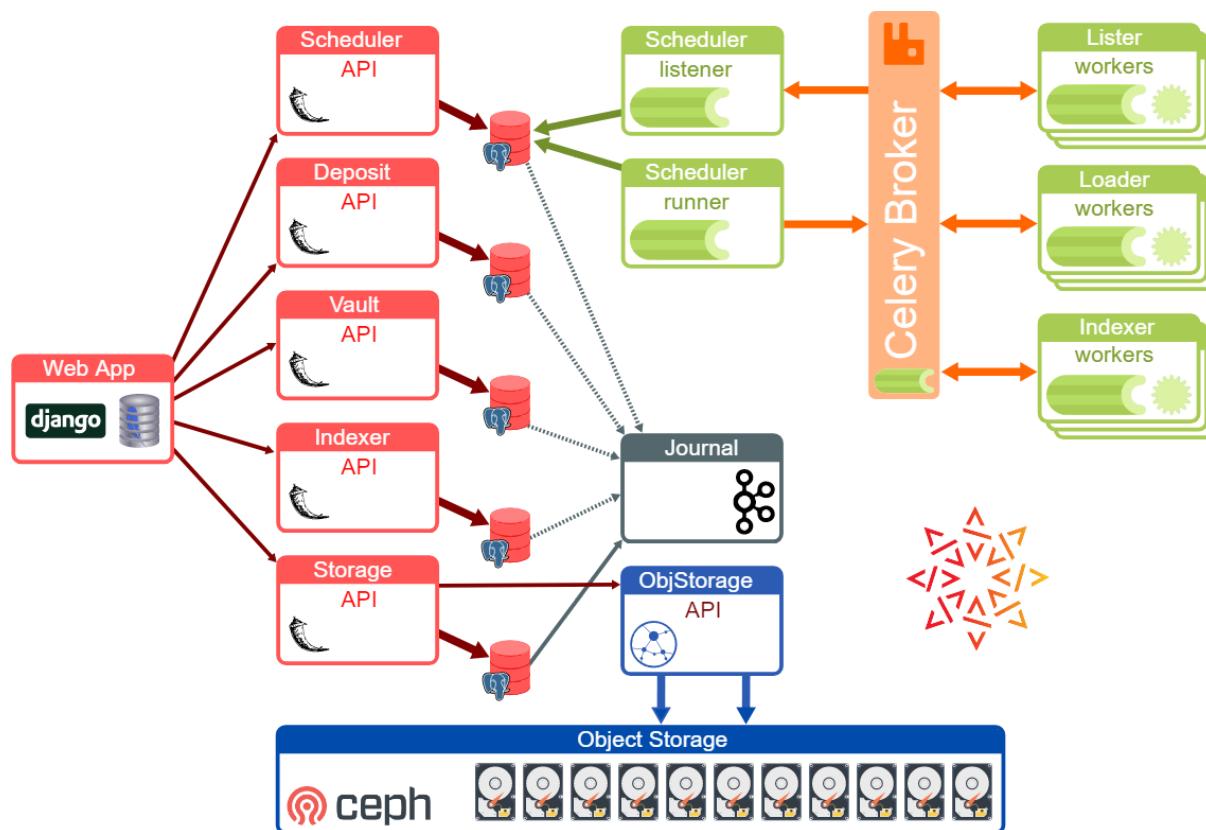 Scheduler
API
Scheduler
listener
Lister
workers
Celery Broker
Deposit
API
Scheduler
runner
Loader
workers
Vault
API
Indexer
workers
Web App
django
Indexer
API
Journal
Storage
API
ObjStorage
API
Object Storage
ceph